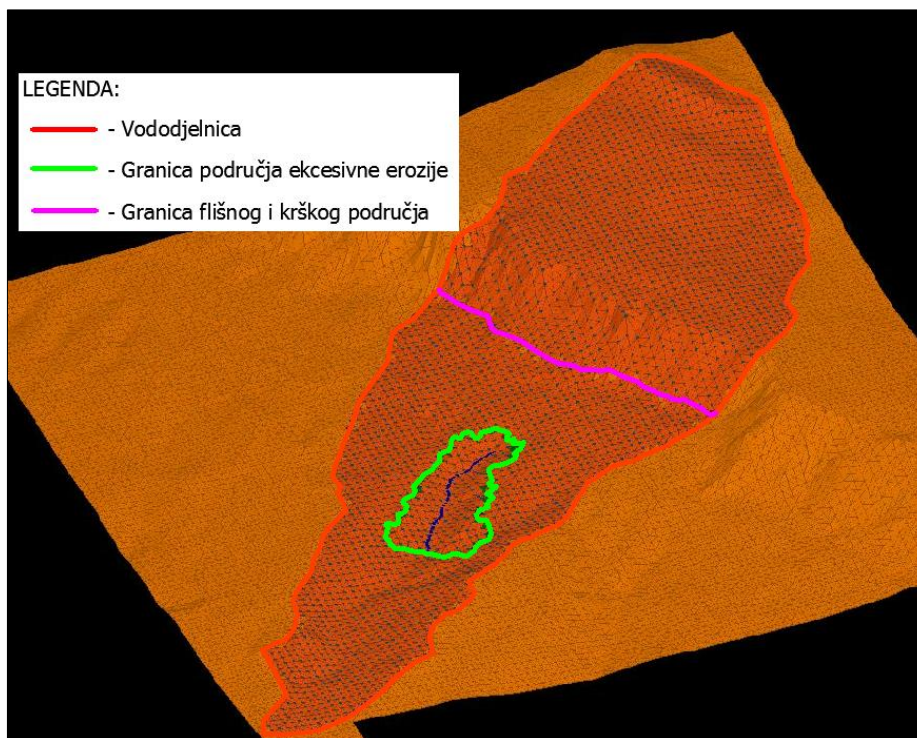 LEGENDA:
- Vododjelnica
- Granica područja ekcesivne erozije
- Granica flišnog i krškog područja